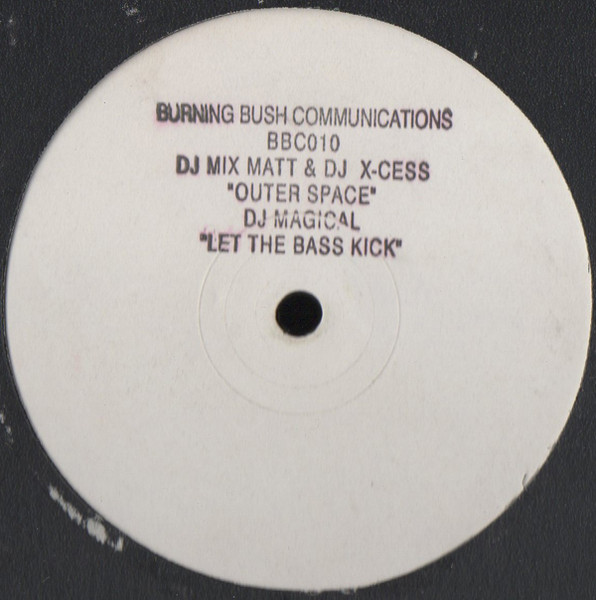 BURNING BUSH COMMUNICATIONS
BBC010
DJ MIX MATT & DJ X-CESS
"OUTER SPACE"
DJ MAGICAL
"LET THE BASS KICK"